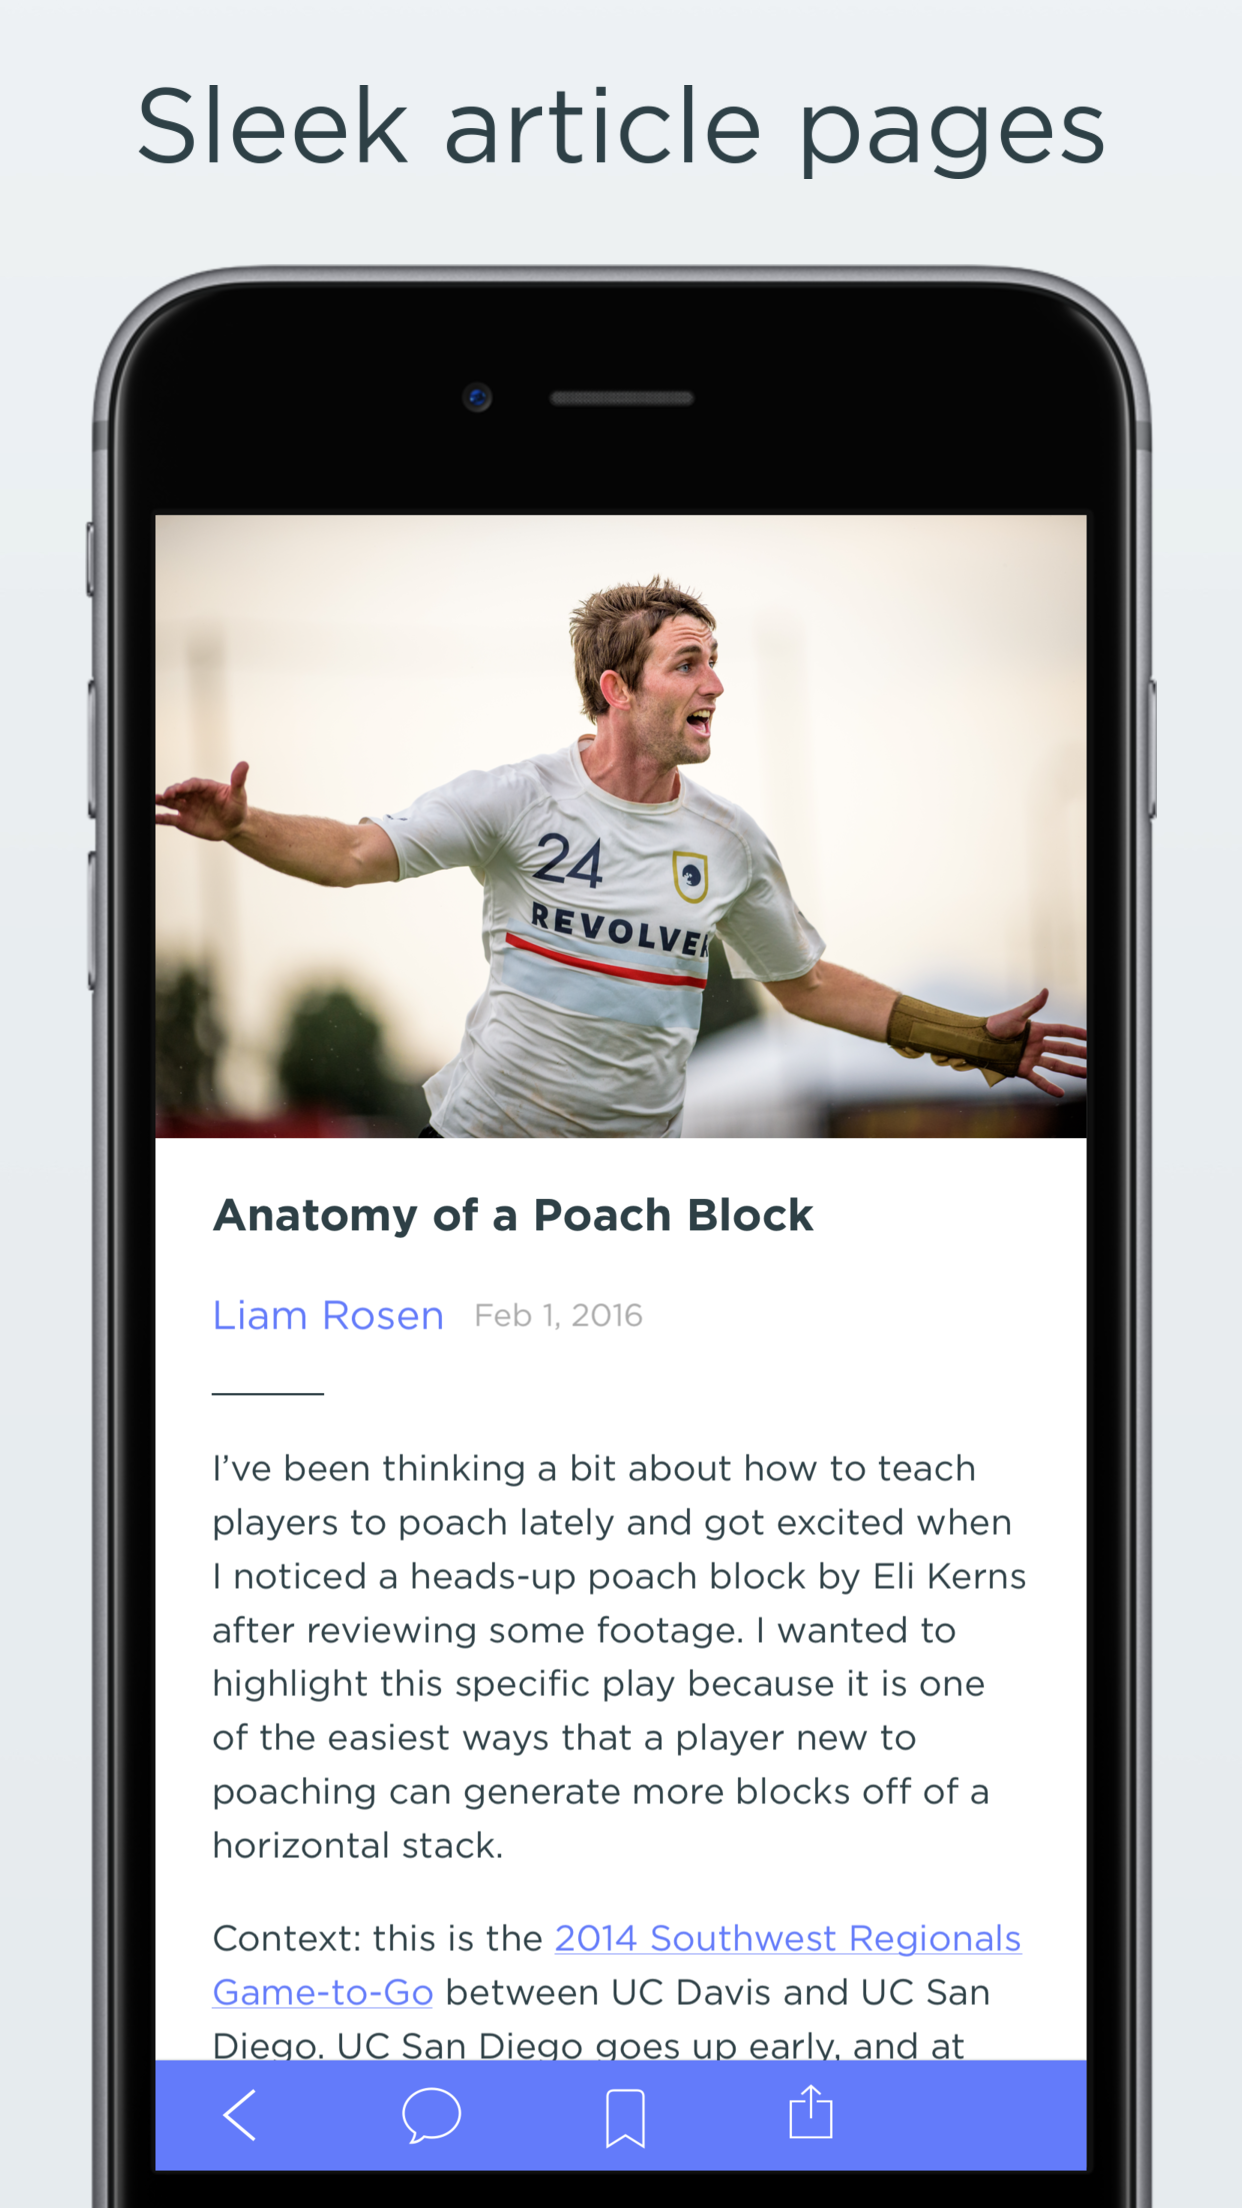 Sleek article pages
24
REVOLVER
Anatomy of a Poach Block
Liam Rosen Feb 1, 2016
I’ve been thinking a bit about how to teach
players to poach lately and got excited when
I noticed a heads-up poach block by Eli Kerns
after reviewing some footage. I wanted to
highlight this specific play because it is one
of the easiest ways that a player new to
poaching can generate more blocks off of a
horizontal stack.
Context: this is the 2014 Southwest Regionals
Game-to-Go between UC Davis and UC San
Diego. UC San Diego goes up early, and at